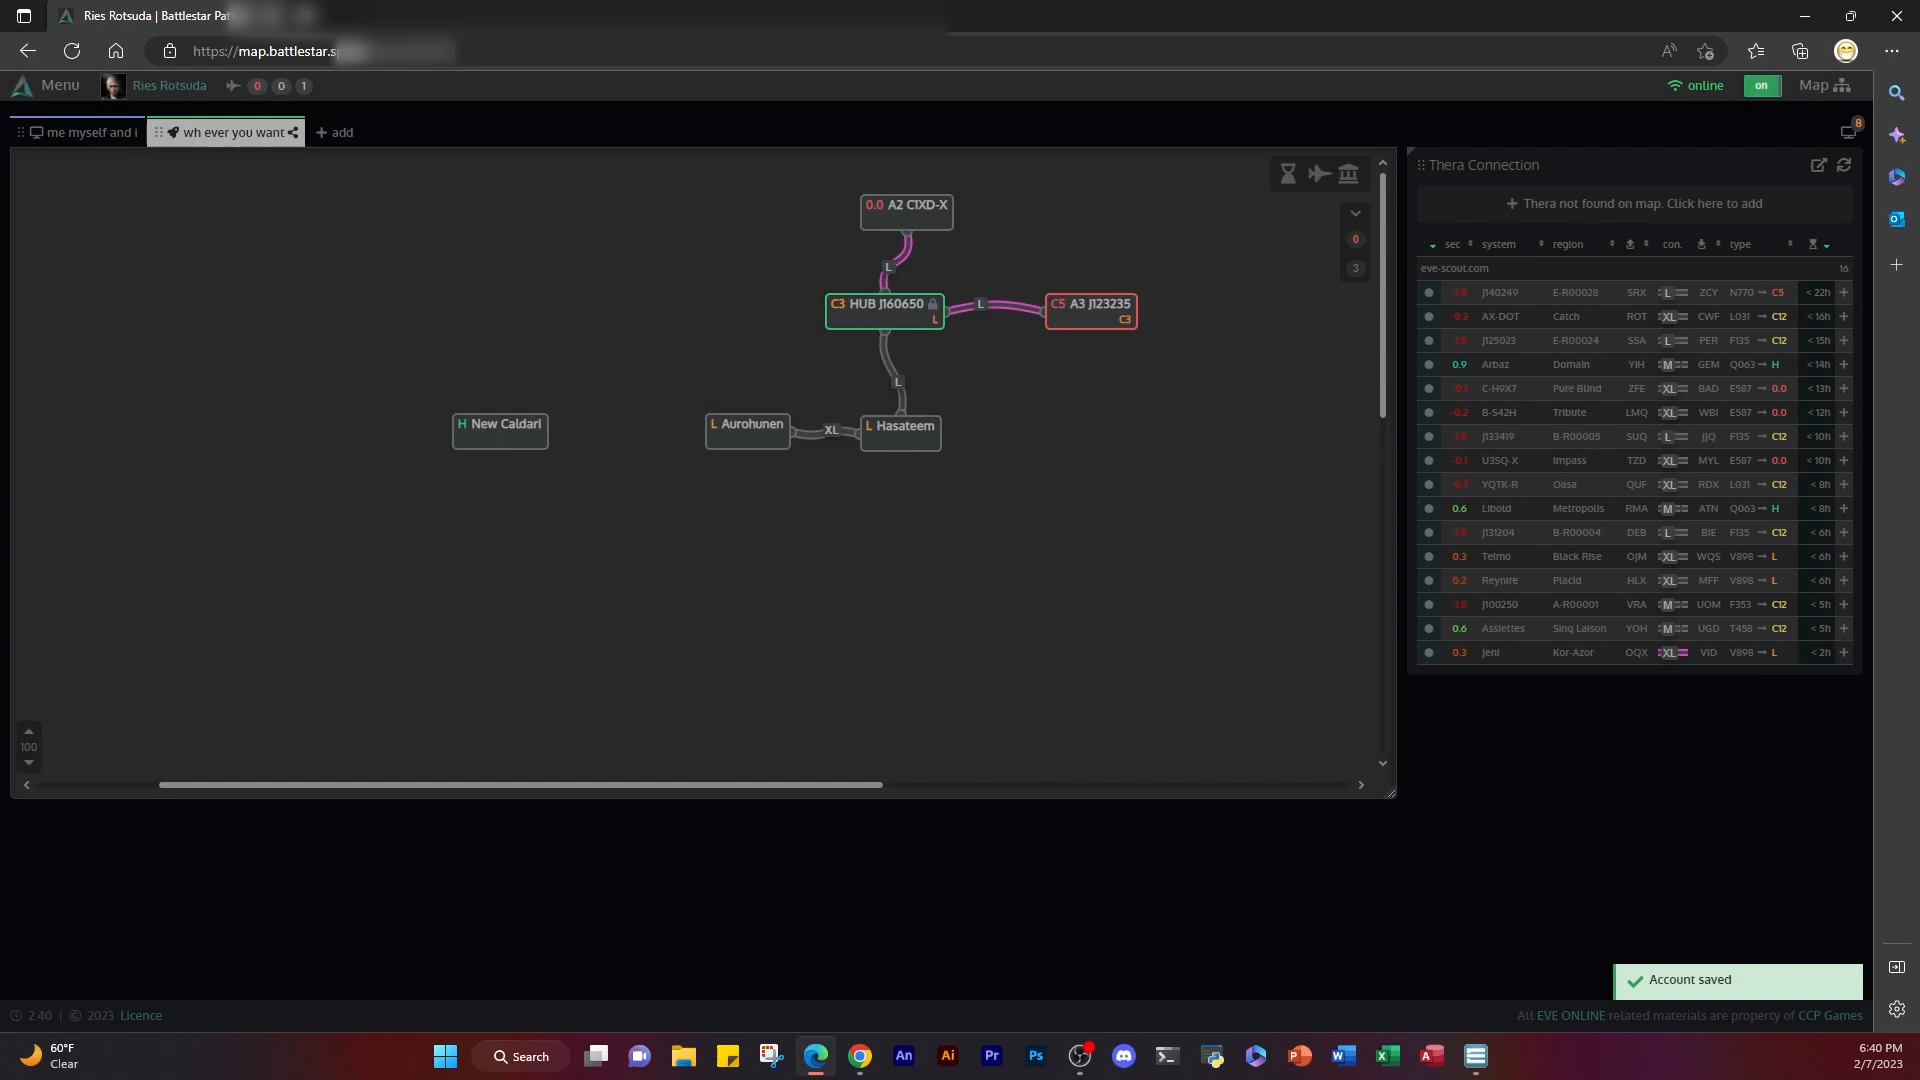 Ries Rotsuda | Battlestar Pat
https://map.battlestar.sp
Menu
Ries Rotsuda
0 0 1
online
on
Map
me myself and i
wh ever you want
+ add
8
0.0 A2 C1XD-X
L
C3 HUB J160650
L
L
C5 A3 J123235
C3
L
H New Caldari
L Aurohunen
XL
L Hasateem
0
3
100
Thera Connection
+ Thera not found on map. Click here to add
sec system region con. type
eve-scout.com 16
-1.0 J140249 E-R00028 SRX L ZCY N770 → C5 < 22h +
-0.3 AX-DOT Catch ROT XL CWF L031 → C12 < 16h +
-1.0 J125023 E-R00024 SSA L PER F135 → C12 < 15h +
0.9 Arbaz Domain YIH M GEM Q063 → H < 14h +
-0.1 C-H9X7 Pure Blind ZFE XL BAD E587 → 0.0 < 13h +
-0.2 B-S42H Tribute LMQ XL WBI E587 → 0.0 < 12h +
-1.0 J133419 B-R00005 SUQ L JJQ F135 → C12 < 10h +
-0.1 U3SQ-X Impass TZD XL MYL E587 → 0.0 < 10h +
-0.7 YQTK-R Oasa QUF XL RDX L031 → C12 < 8h +
0.6 Libold Metropolis RMA M ATN Q063 → H < 8h +
-1.0 J131204 B-R00004 DEB L BIE F135 → C12 < 6h +
0.3 Teimo Black Rise OJM XL WQS V898 → L < 6h +
0.2 Reynire Placid HLX XL MFF V898 → L < 6h +
-1.0 J100250 A-R00001 VRA M UOM F353 → C12 < 5h +
0.6 Assiettes Sinq Laison YOH M UGD T458 → C12 < 5h +
0.3 Jeni Kor-Azor OQX XL VID V898 → L < 2h +
Account saved
2:40 | © 2023 Licence
All EVE ONLINE related materials are property of CCP Games
60°F
Clear
Search
An
Ai
Pr
Ps
6:40 PM
2/7/2023